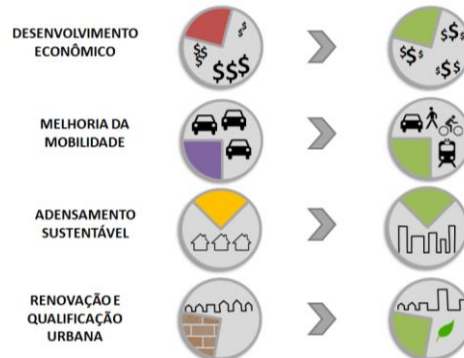 DESENVOLVIMENTO
ECONÔMICO
$$ $$$ $$
$$$ $$$ $$$
MELHORIA DA
MOBILIDADE
ADENSAMENTO
SUSTENTÁVEL
RENOVAÇÃO E
QUALIFICAÇÃO
URBANA